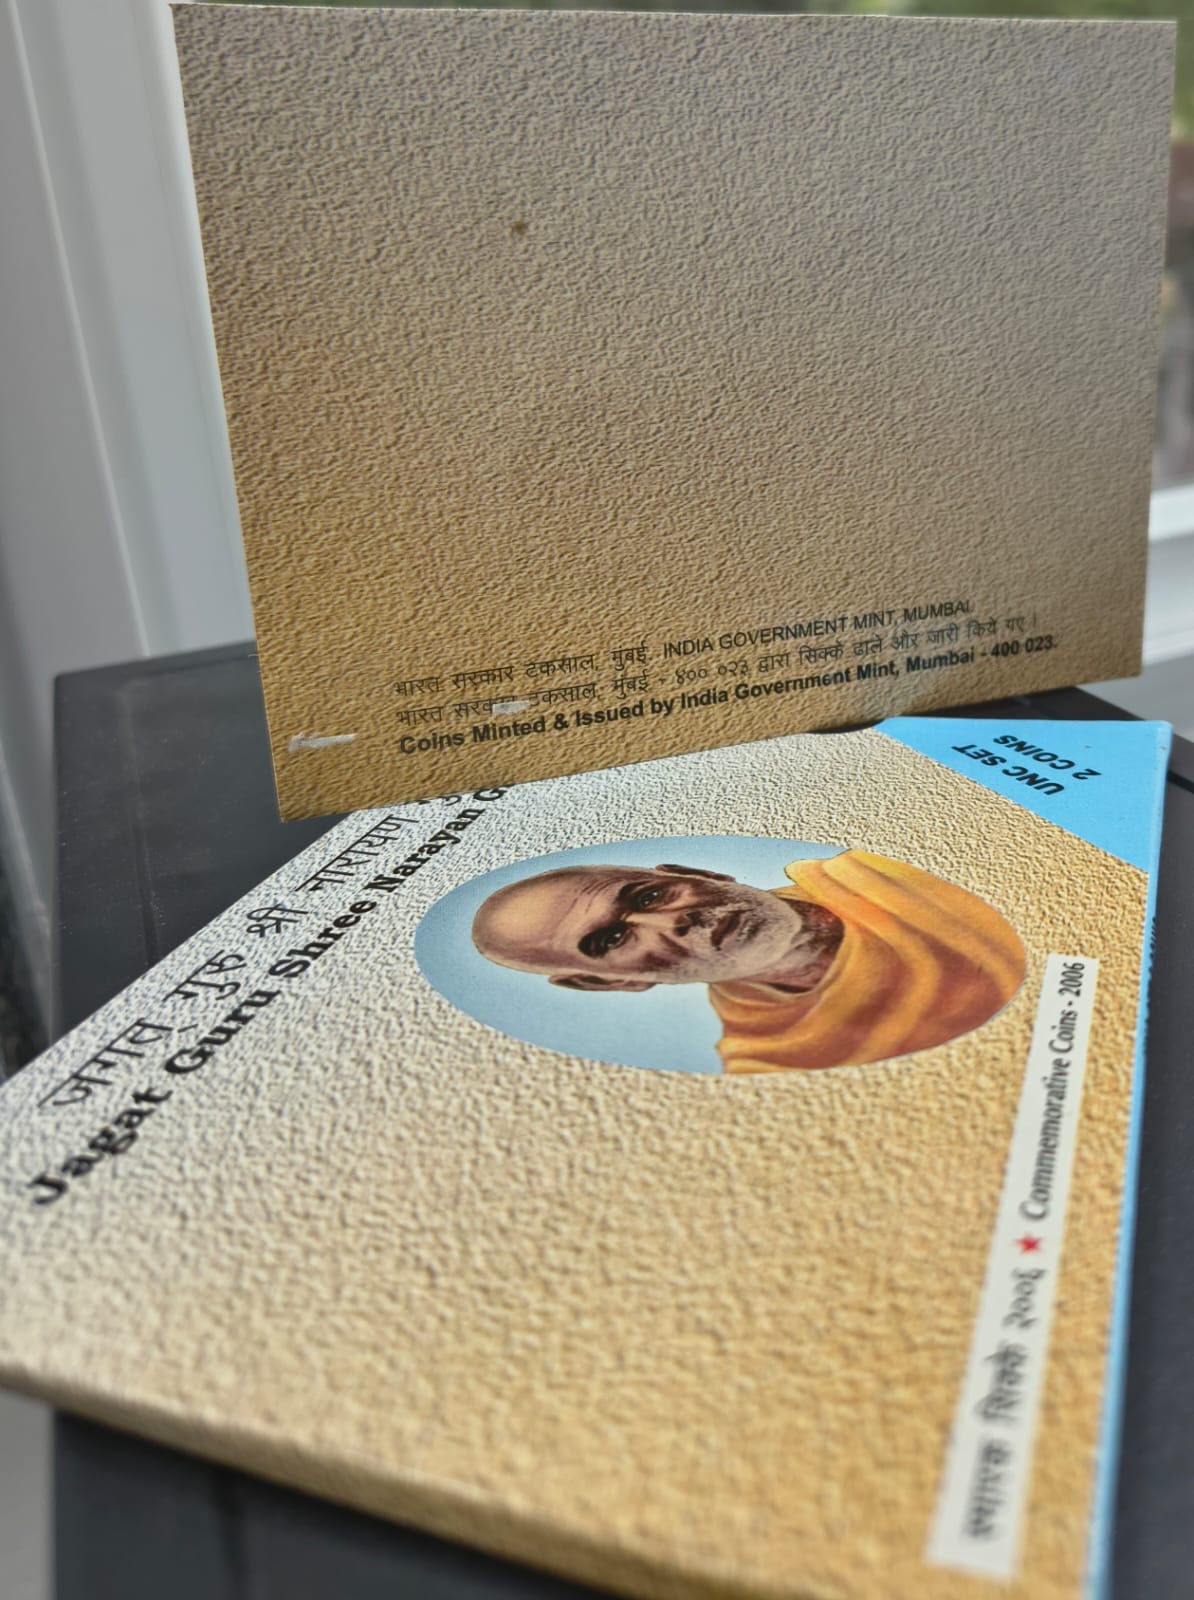 भारत सरकार टकसाल, मुंबई. INDIA GOVERNMENT MINT, MUMBAI.
भारत टकसाल, मुंबई - ४०० ०२३ द्वारा सिक्के ढाले और जारी किये गए ।
Coins Minted & Issued by India Government Mint, Mumbai - 400 023.
UNC SET
2 COINS
जगत गुरु श्री नारायण
Jagat Guru Shree Narayan G
स्मारक सिक्के २००६ ★ Commemorative Coins - 2006